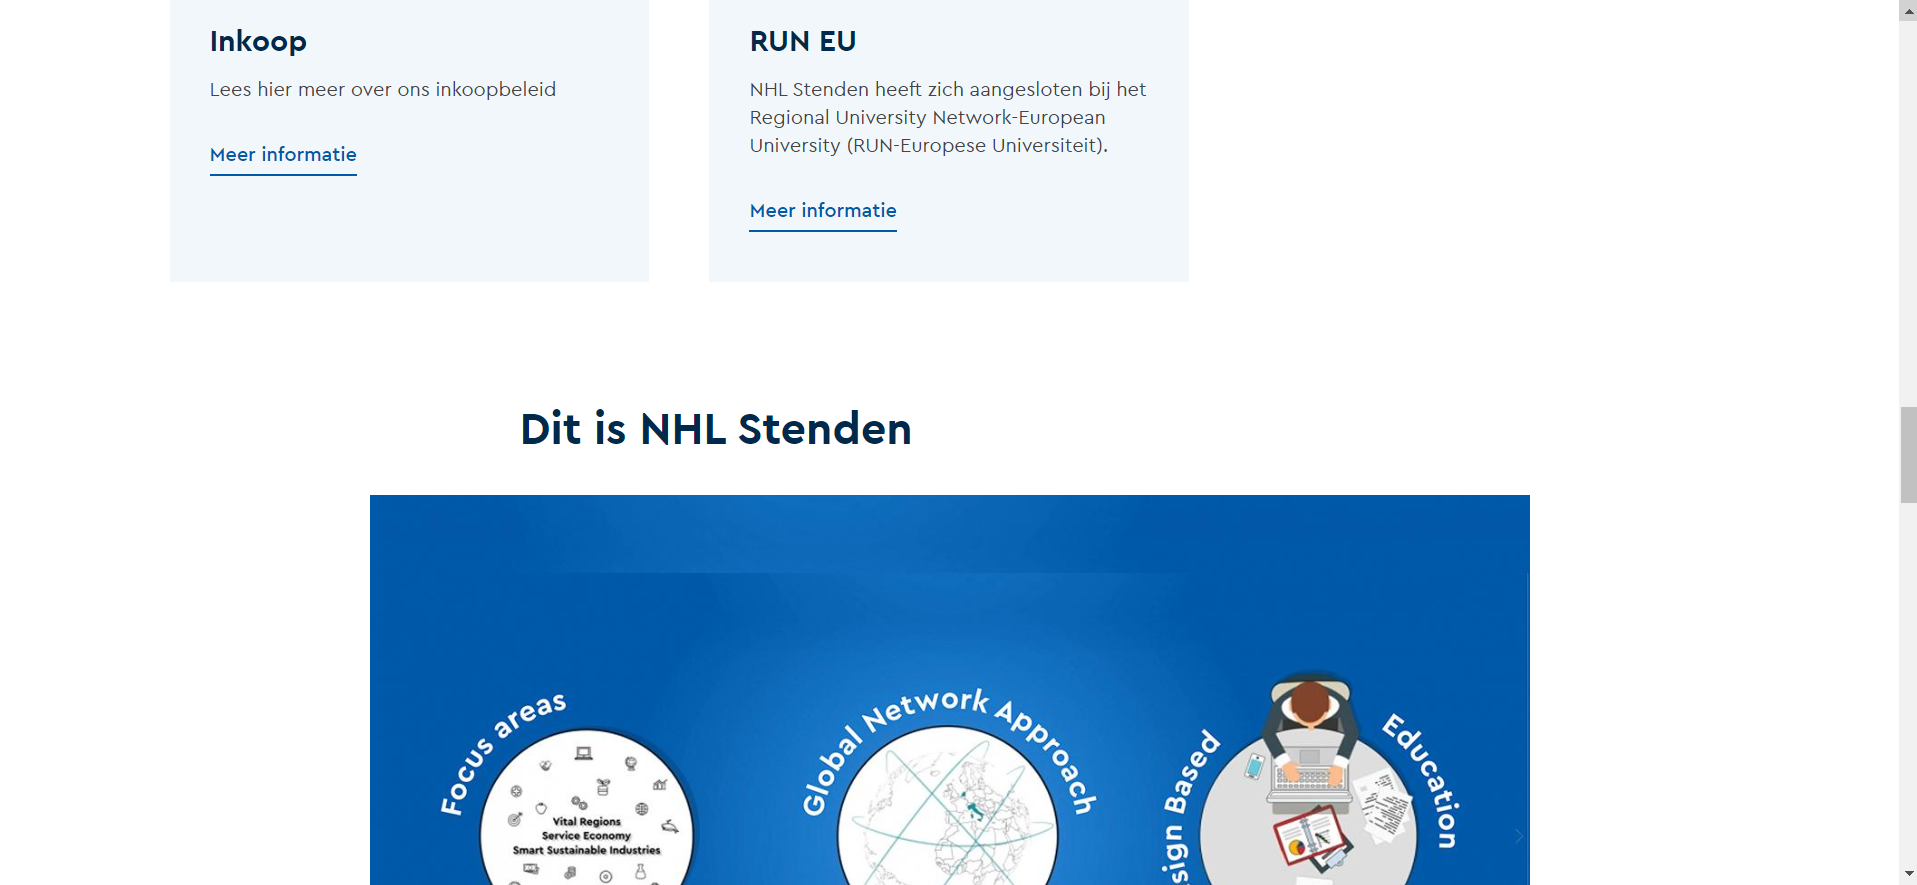 Inkoop
Lees hier meer over ons inkoopbeleid
Meer informatie
RUN EU
NHL Stenden heeft zich aangesloten bij het
Regional University Network-European
University (RUN-Europese Universiteit).
Meer informatie
Dit is NHL Stenden
Focus areas
Vital Regions
Service Economy
Smart Sustainable Industries
Global Network Approach
sign Based
Education